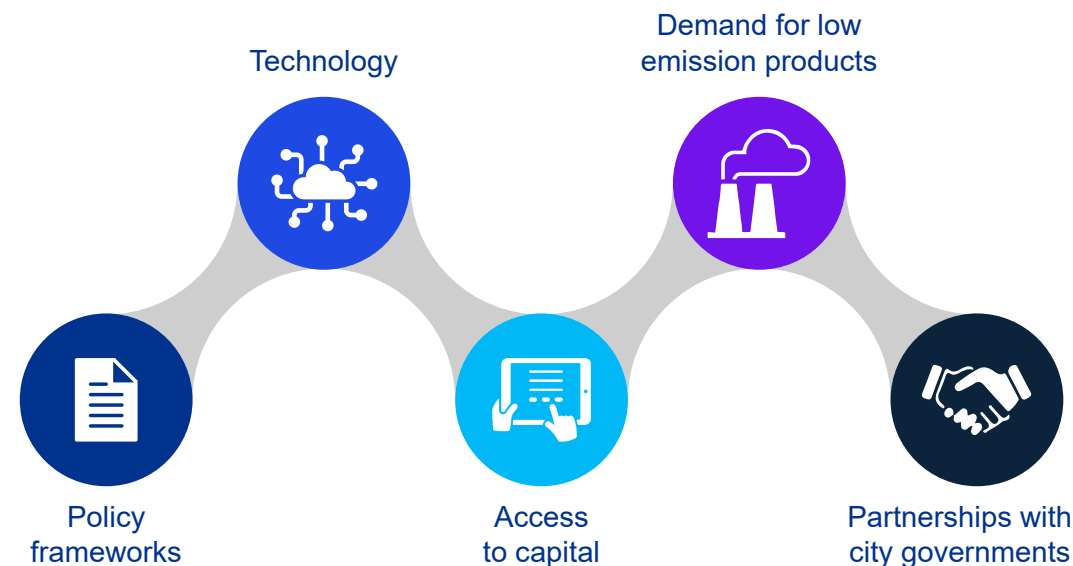 Policy
frameworks
Technology
Access
to capital
Demand for low
emission products
Partnerships with
city governments